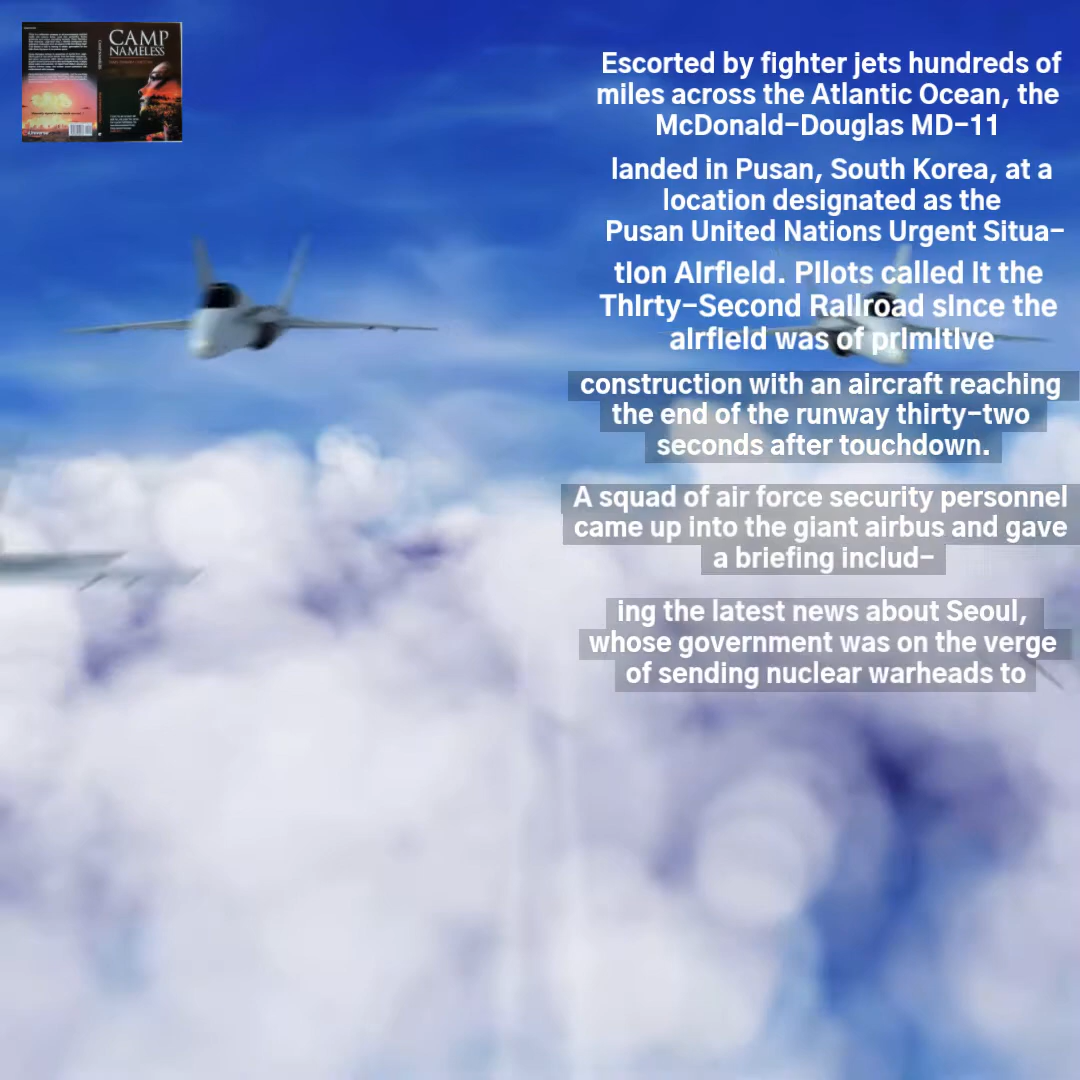 CAMP
NAMELESS
Escorted by fighter jets hundreds of
miles across the Atlantic Ocean, the
McDonald-Douglas MD-11
landed in Pusan, South Korea, at a
location designated as the
Pusan United Nations Urgent Situa-
tion Airfield. Pilots called it the
Thirty-Second Railroad since the
airfield was of primitive
construction with an aircraft reaching
the end of the runway thirty-two
seconds after touchdown.
A squad of air force security personnel
came up into the giant airbus and gave
a briefing includ-
ing the latest news about Seoul,
whose government was on the verge
of sending nuclear warheads to